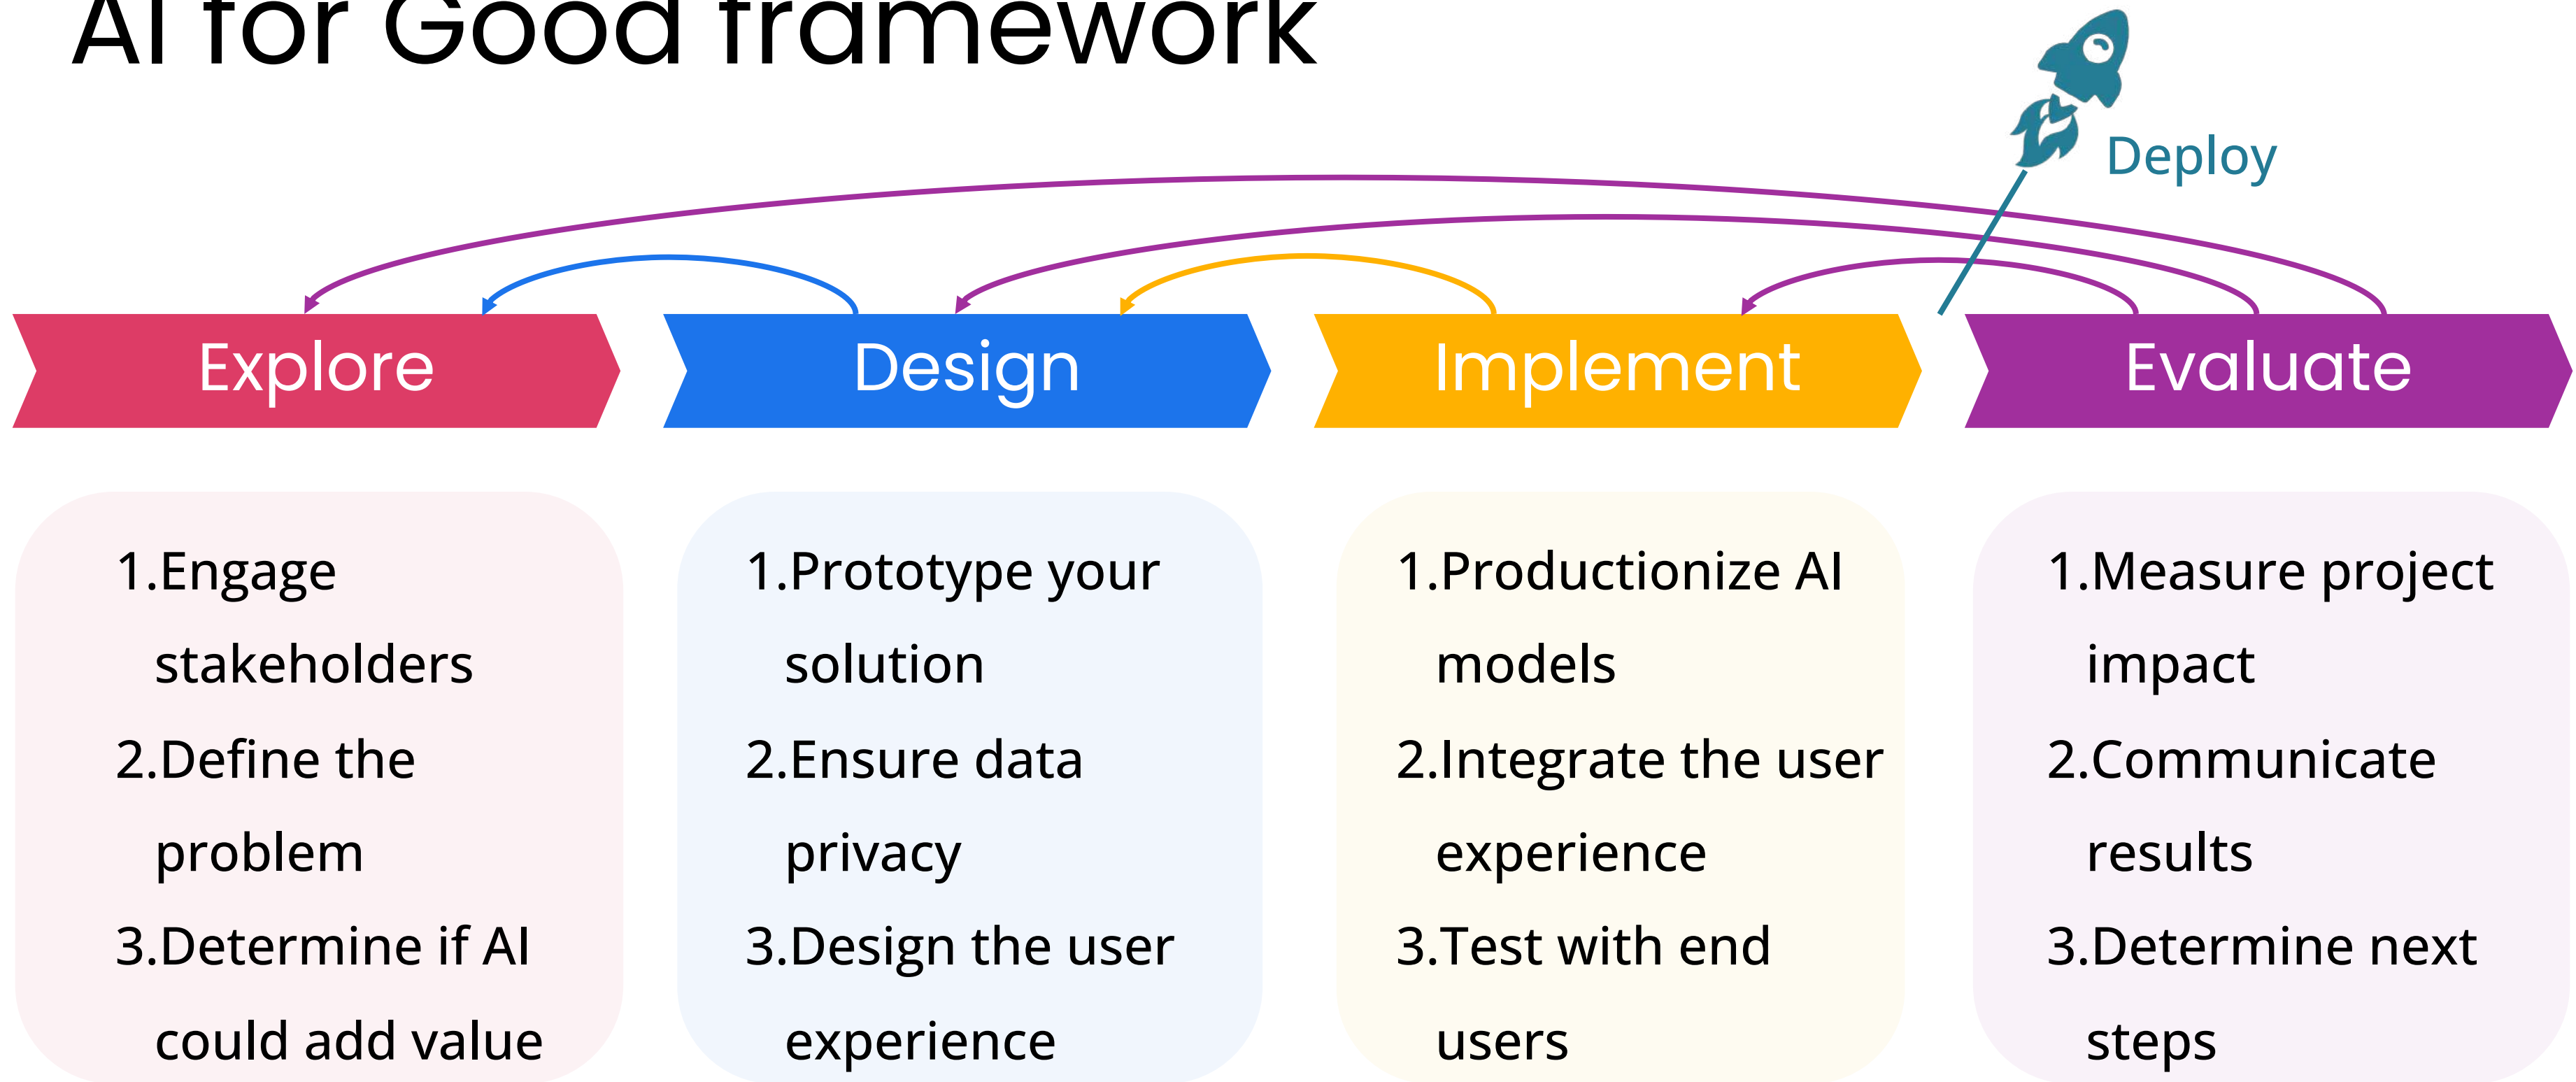 AI for Good framework
Deploy
Explore
Design
Implement
Evaluate
1.Engage
stakeholders
2.Define the
problem
3.Determine if AI
could add value
1.Prototype your
solution
2.Ensure data
privacy
3.Design the user
experience
1.Productionize AI
models
2.Integrate the user
experience
3.Test with end
users
1.Measure project
impact
2.Communicate
results
3.Determine next
steps